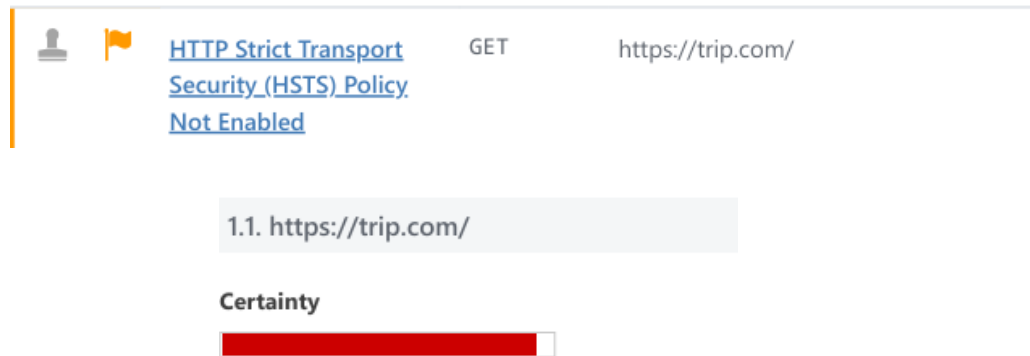 HTTP Strict Transport GET https://trip.com/
Security (HSTS) Policy
Not Enabled
1.1. https://trip.com/
Certainty